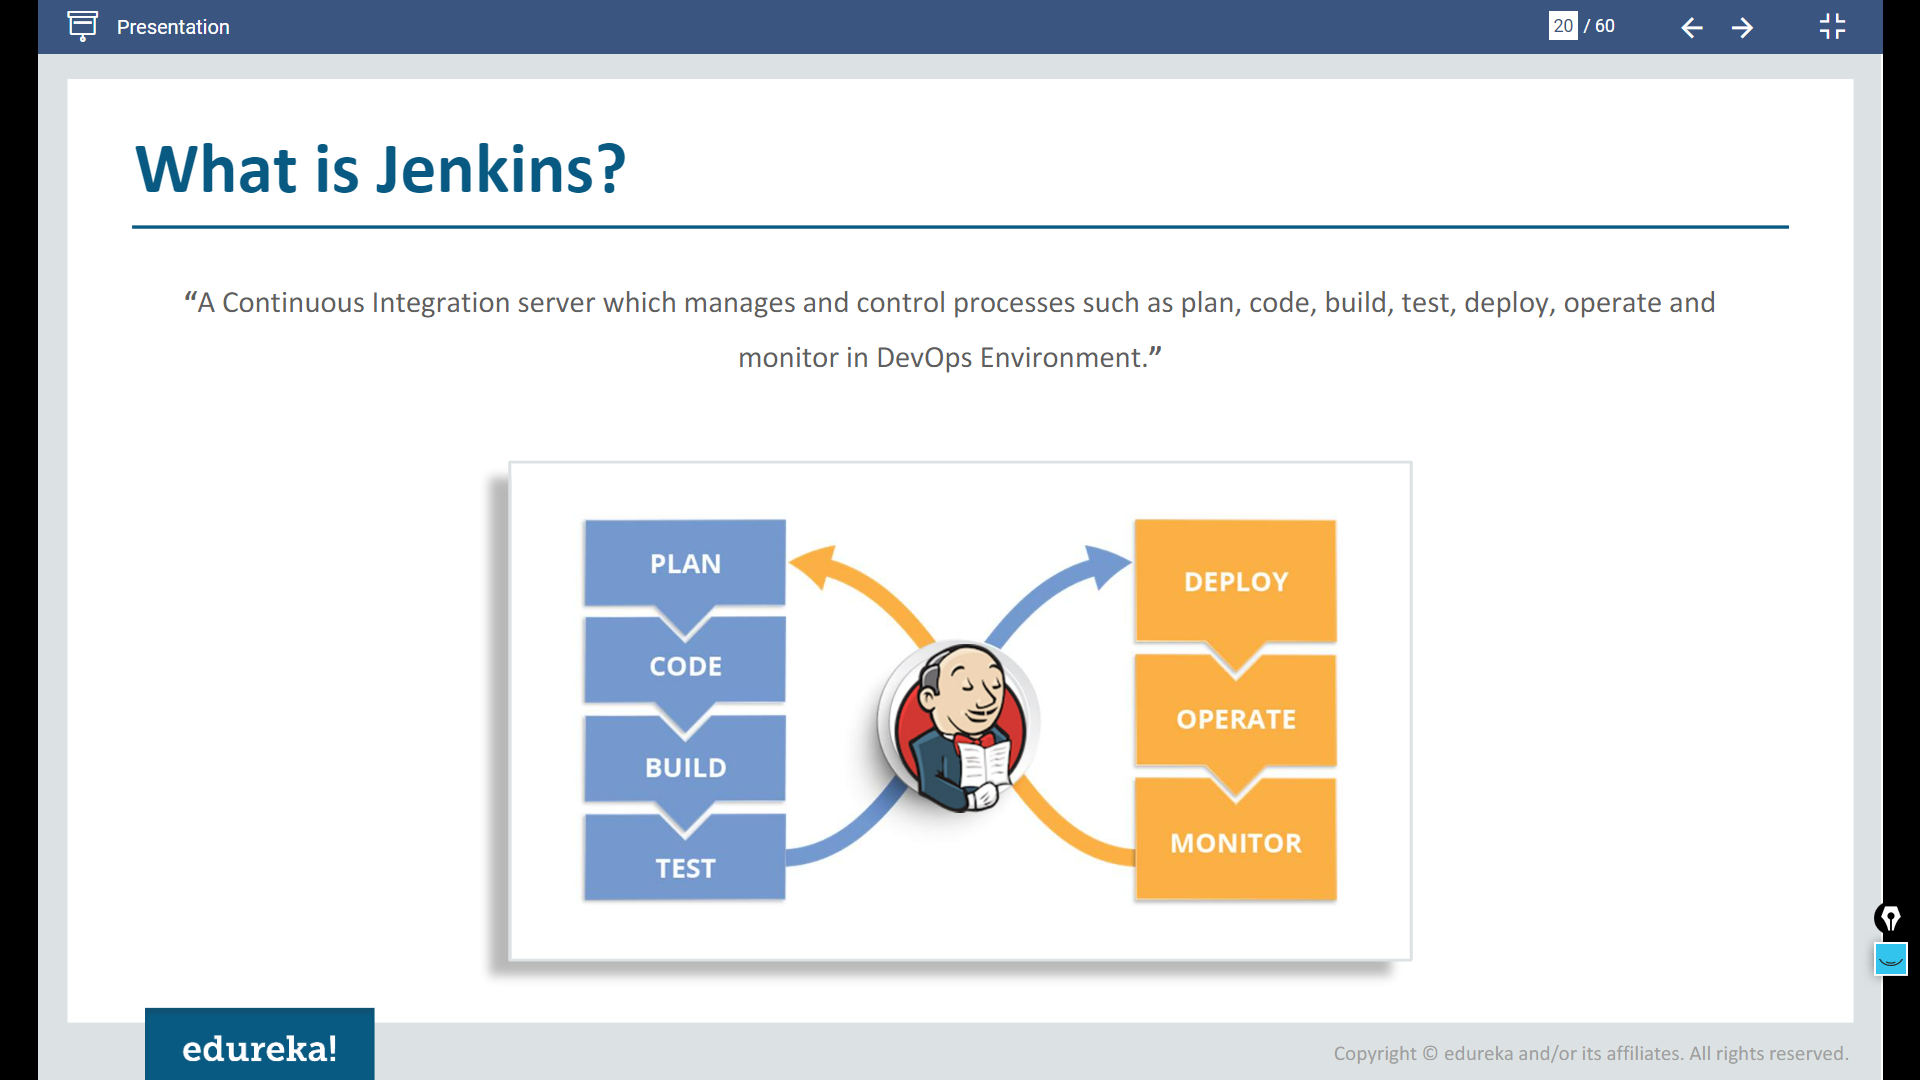 Presentation
20 / 60
What is Jenkins?
“A Continuous Integration server which manages and control processes such as plan, code, build, test, deploy, operate and
monitor in DevOps Environment.”
PLAN
CODE
BUILD
TEST
DEPLOY
OPERATE
MONITOR
edureka!
Copyright © edureka and/or its affiliates. All rights reserved.